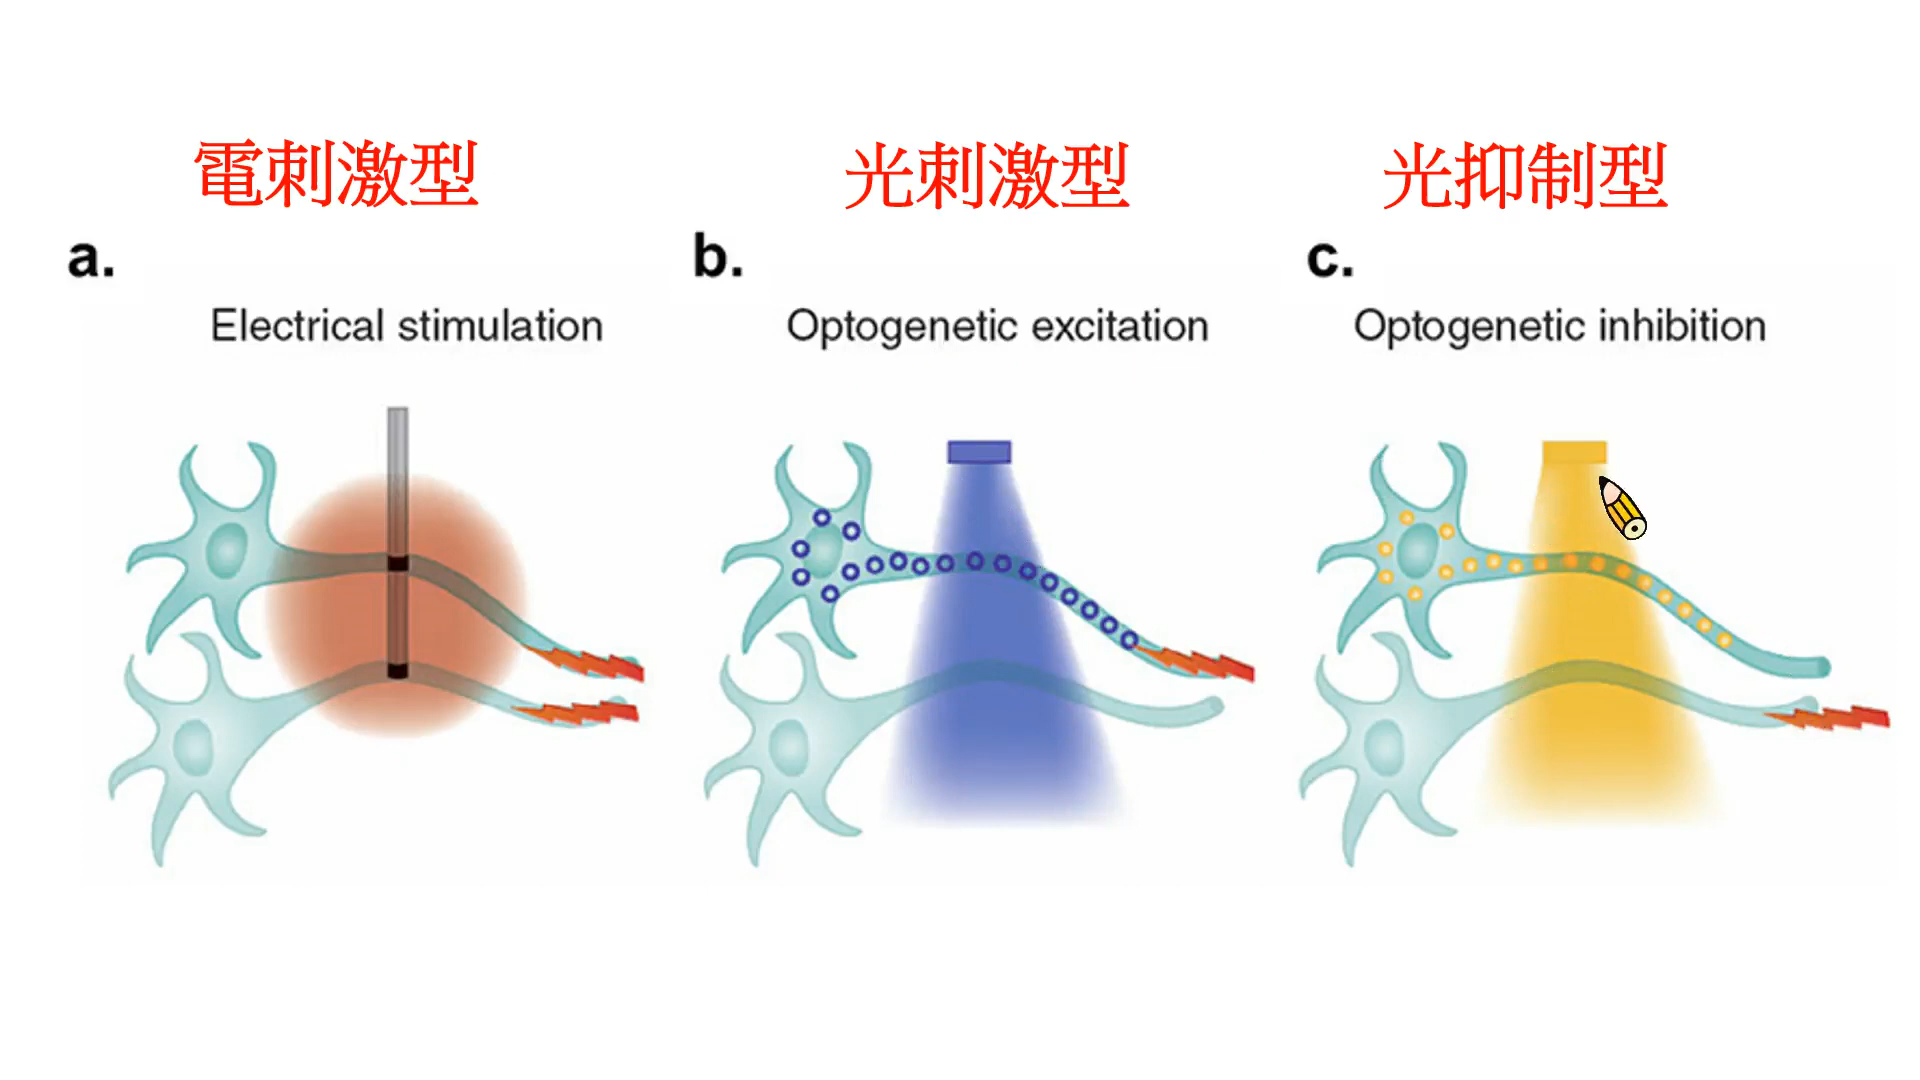 電刺激型
光刺激型
光抑制型
a.
b.
c.
Electrical stimulation
Optogenetic excitation
Optogenetic inhibition